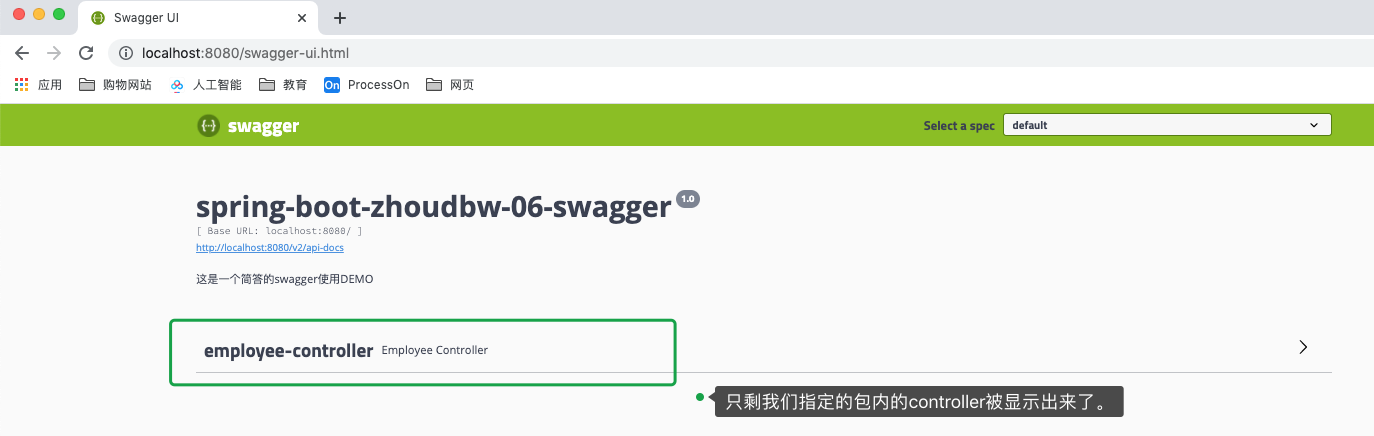 Swagger UI
localhost:8080/swagger-ui.html
应用 购物网站 人工智能 教育 On ProcessOn 网页
{···} swagger Select a spec default
spring-boot-zhoudbw-06-swagger 1.0
[ Base URL: localhost:8080/ ]
http://localhost:8080/v2/api-docs
这是一个简答的swagger使用DEMO
employee-controller Employee Controller
只剩我们指定的包内的controller被显示出来了。